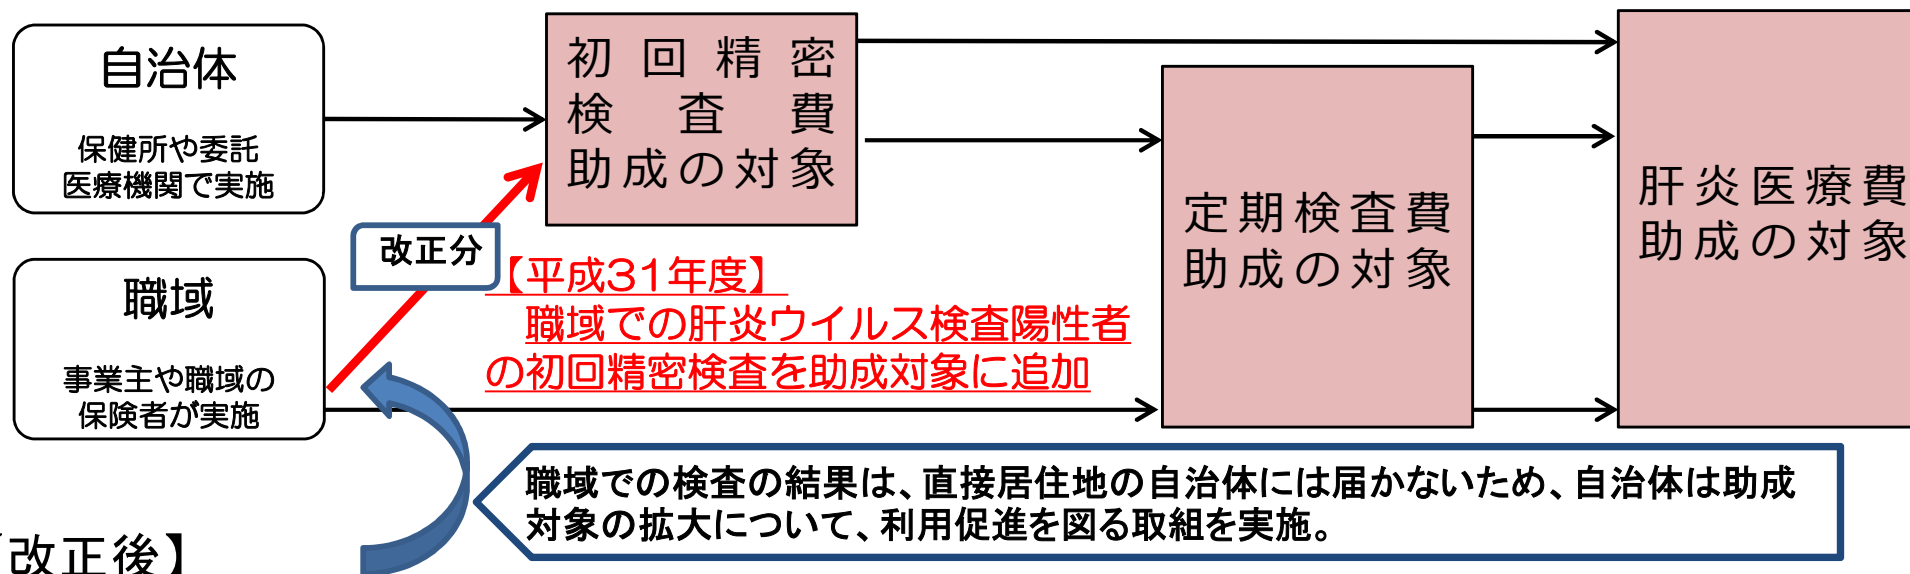 自治体
保健所や委託
医療機関で実施
職域
事業主や職域の
保険者が実施
改正分
初回精密
検査費
助成の対象
【平成31年度】
職域での肝炎ウイルス検査陽性者
の初回精密検査を助成対象に追加
定期検査費
助成の対象
肝炎医療費
助成の対象
職域での検査の結果は、直接居住地の自治体には届かないため、自治体は助成
対象の拡大について、利用促進を図る取組を実施。
【改正後】